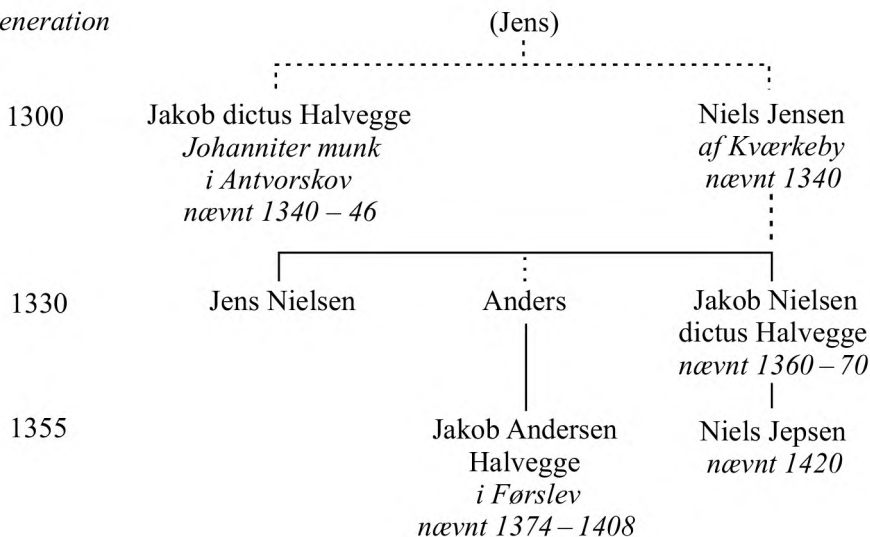 eneration
(Jens)
1300
Jakob dictus Halvegge
Johanniter munk
i Antvorskov
nævnt 1340 – 46
Niels Jensen
af Kværkeby
nævnt 1340
1330
Jens Nielsen
Anders
Jakob Nielsen
dictus Halvegge
nævnt 1360 – 70
1355
Jakob Andersen
Halvegge
i Førslev
nævnt 1374 – 1408
Niels Jepsen
nævnt 1420